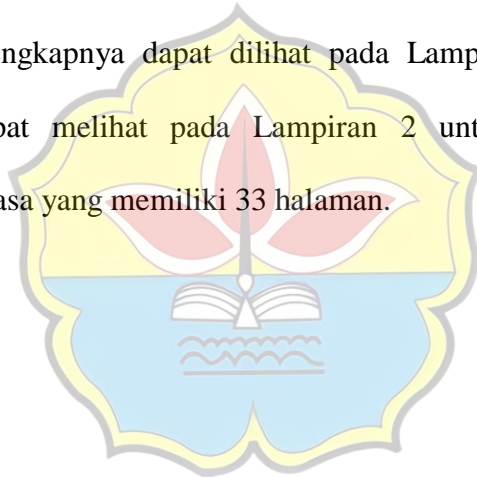 ngkapnya dapat dilihat pada Lamp
pat melihat pada Lampiran 2 unt
asa yang memiliki 33 halaman.